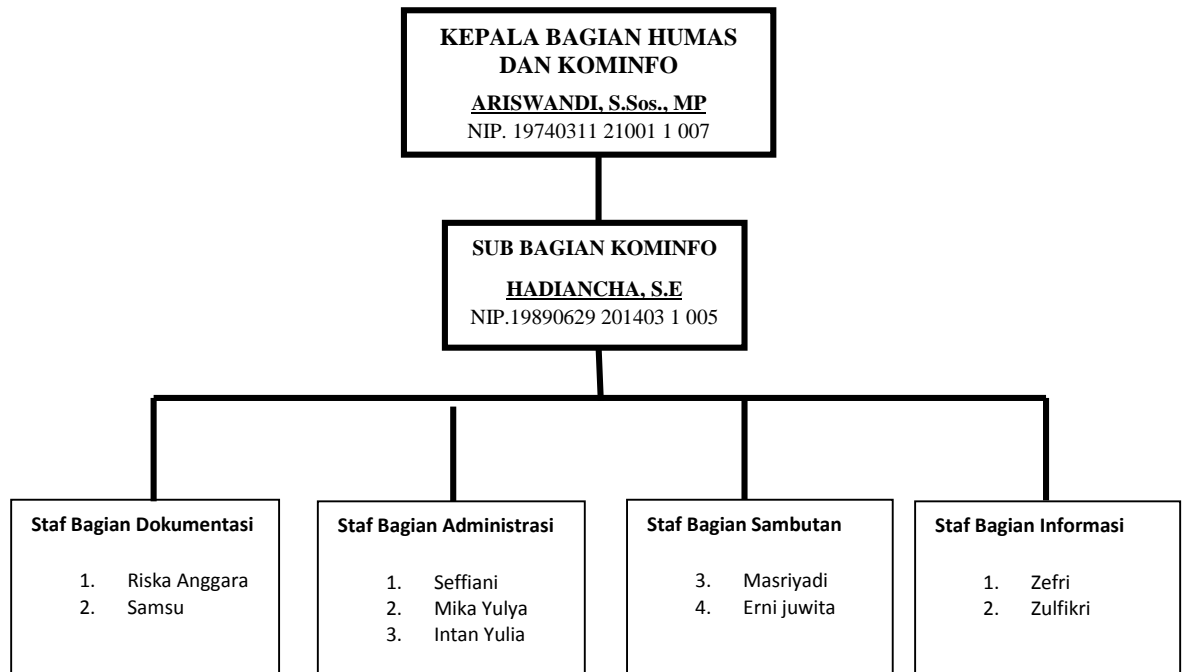 KEPALA BAGIAN HUMAS
DAN KOMINFO
ARISWANDI, S.Sos., MP
NIP. 19740311 21001 1 007
SUB BAGIAN KOMINFO
HADIANCHA, S.E
NIP.19890629 201403 1 005
Staf Bagian Dokumentasi
1. Riska Anggara
2. Samsu
Staf Bagian Administrasi
1. Seffiani
2. Mika Yulya
3. Intan Yulia
Staf Bagian Sambutan
3. Masriyadi
4. Erni juwita
Staf Bagian Informasi
1. Zefri
2. Zulfikri